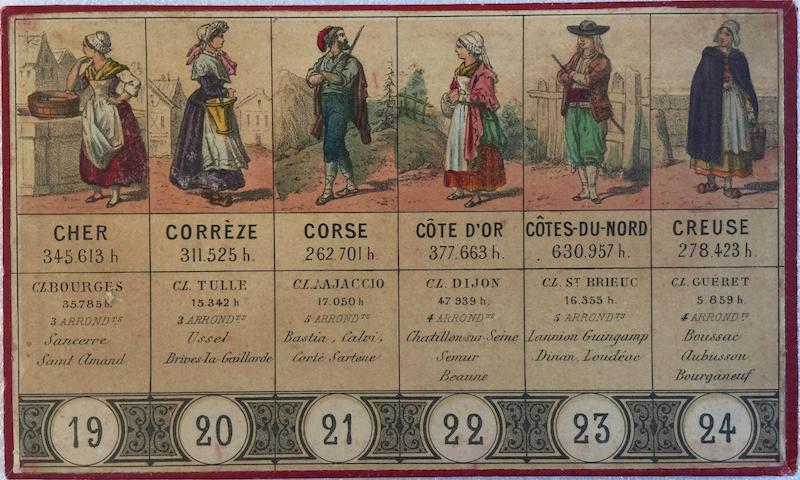 CHER
345.613 h
CL. BOURGES
35.785 h
3 ARRONDTS
Sancerre
Saint Amand
19
CORRÈZE
311.525 h.
CL. TULLE
15.342 h
3 ARRONDTS
Ussel
Brives-la-Gaillarde
20
CORSE
262.701 h.
CL. AJACCIO
17.050 h
5 ARRONDTS
Bastia, Calvi,
Corté Sartène
21
CÔTE D'OR
377.663 h.
CL. DIJON
47 939 h.
4 ARRONDTS
Chatillon-sur-Seine
Semur
Beaune
22
CÔTES-DU-NORD
630.957 h.
CL. ST BRIEUC
16.355 h.
5 ARRONDTS
Lannion Guingamp
Dinan, Loudéac
23
CREUSE
278.423 h.
CL. GUÉRET
5.859 h.
4 ARRONDTS
Boussac
Aubusson
Bourganeuf
24